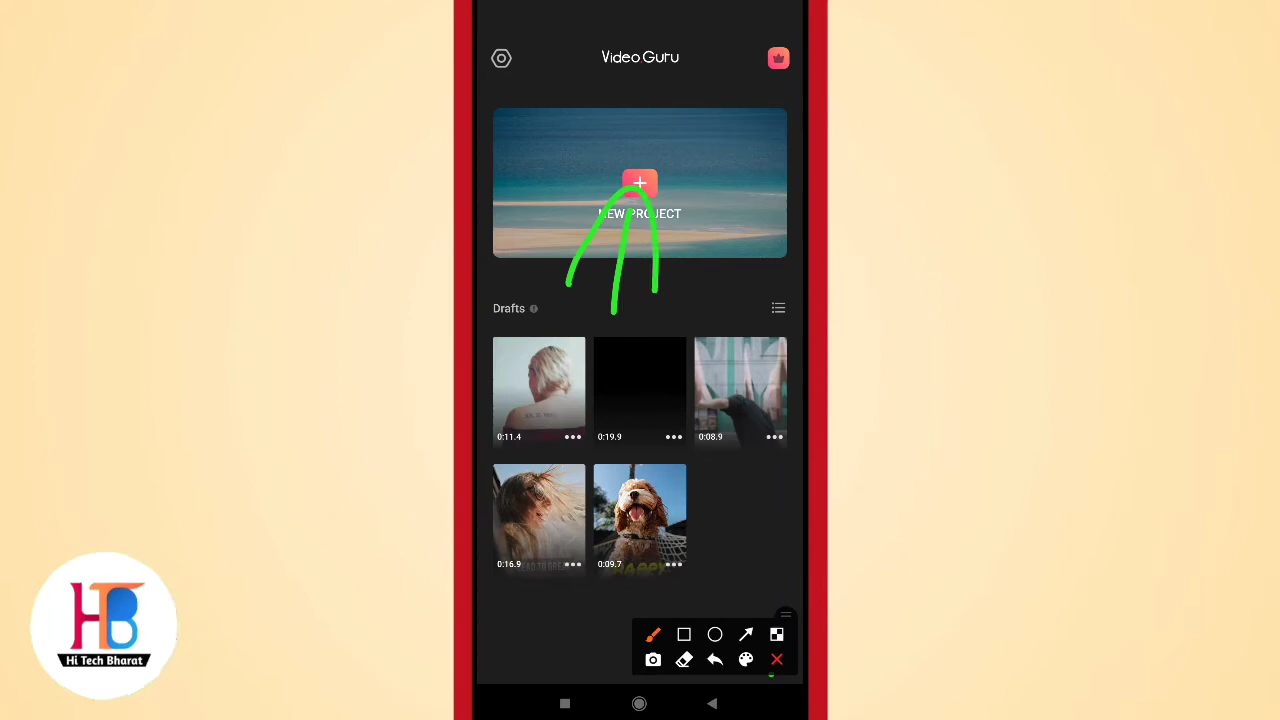 Video.Guru
NEW PROJECT
Drafts
0:11.4
0:19.9
0:08.9
0:16.9
0:09.7
HAPPY
Hi Tech Bharat